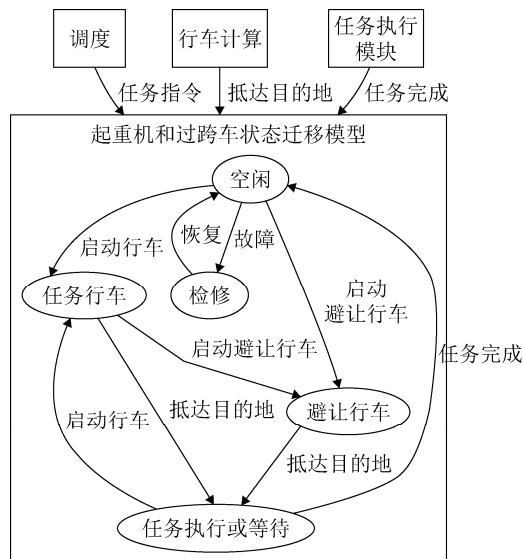 调度
行车计算
任务执行
模块
任务指令
抵达目的地
任务完成
起重机和过跨车状态迁移模型
空闲
恢复
故障
启动行车
任务行车
检修
启动
避让行车
启动避让行车
任务完成
启动行车
抵达目的地
避让行车
抵达目的地
任务执行或等待